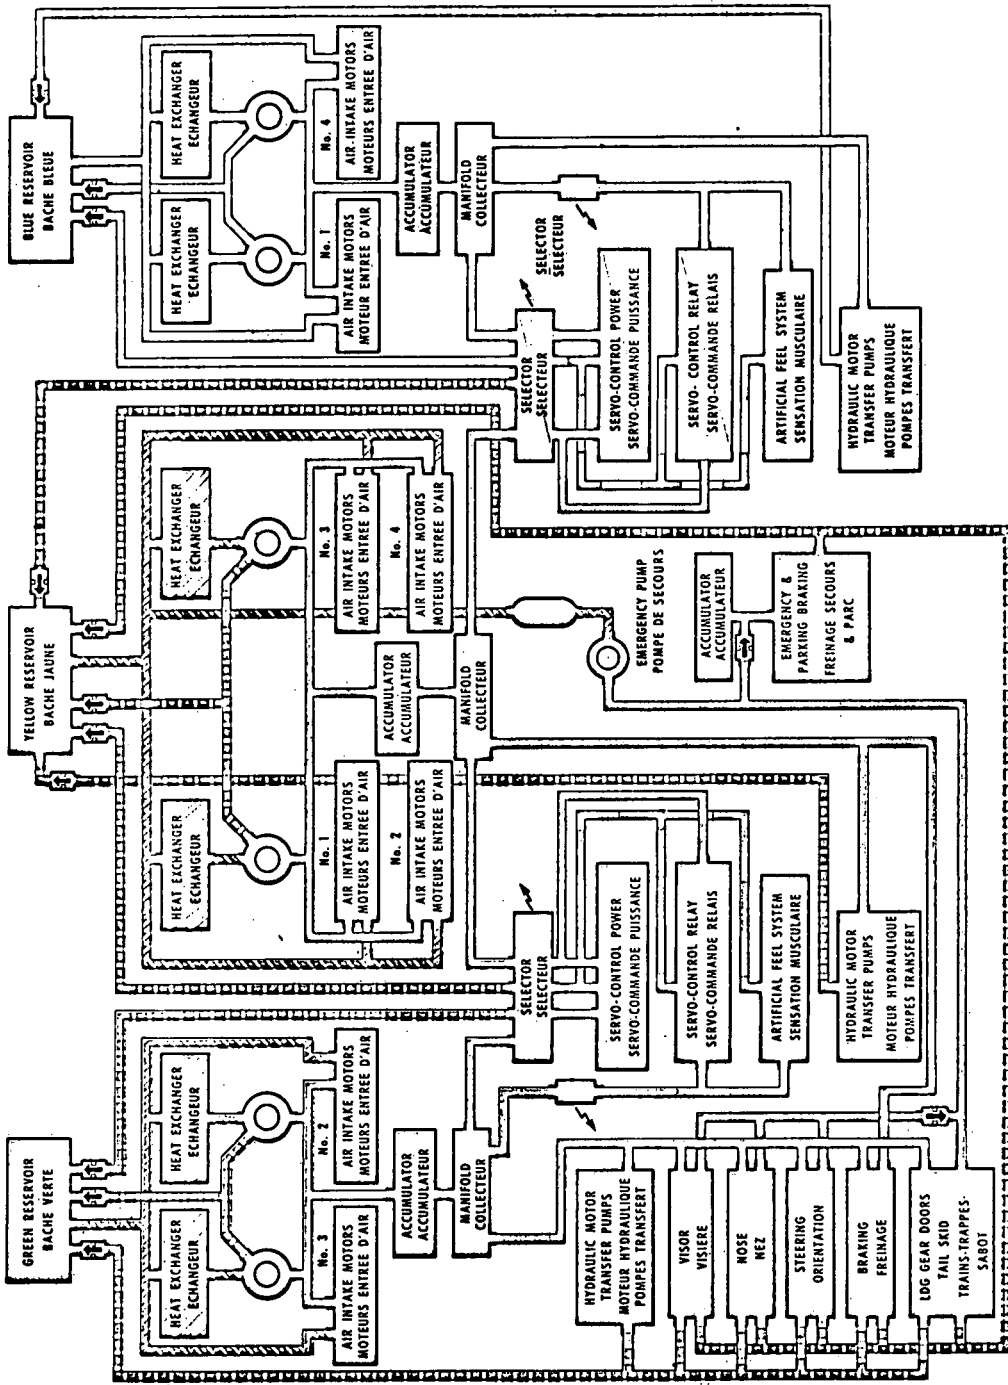 GREEN RESERVOIR
BACHE VERTE
HEAT EXCHANGER
ECHANGEUR
HEAT EXCHANGER
ECHANGEUR
No. 3
AIR INTAKE MOTORS
MOTEURS ENTREE D'AIR
No. 2
AIR INTAKE MOTORS
MOTEURS ENTREE D'AIR
ACCUMULATOR
ACCUMULATEUR
MANIFOLD
COLLECTEUR
HYDRAULIC MOTOR
TRANSFER PUMPS
MOTEUR HYDRAULIQUE
POMPES TRANSFERT
VISOR
VISIERE
NOSE
NEZ
STEERING
ORIENTATION
BRAKING
FREINAGE
LDG GEAR DOORS
TAIL SKID
TRAINS-TRAPPES-
SABOT
YELLOW RESERVOIR
BACHE JAUNE
HEAT EXCHANGER
ECHANGEUR
HEAT EXCHANGER
ECHANGEUR
No. 1
AIR INTAKE MOTORS
MOTEURS ENTREE D'AIR
No. 2
AIR INTAKE MOTORS
MOTEURS ENTREE D'AIR
No. 3
AIR INTAKE MOTORS
MOTEURS ENTREE D'AIR
No. 4
AIR INTAKE MOTORS
MOTEURS ENTREE D'AIR
ACCUMULATOR
ACCUMULATEUR
MANIFOLD
COLLECTEUR
SELECTOR
SELECTEUR
SERVO-CONTROL POWER
SERVO-COMMANDE PUISSANCE
SERVO-CONTROL RELAY
SERVO-COMMANDE RELAIS
ARTIFICIAL FEEL SYSTEM
SENSATION MUSCULAIRE
HYDRAULIC MOTOR
TRANSFER PUMPS
MOTEUR HYDRAULIQUE
POMPES TRANSFERT
EMERGENCY PUMP
POMPE DE SECOURS
ACCUMULATOR
ACCUMULATEUR
EMERGENCY &
PARKING BRAKING
FREINAGE SECOURS
& PARC
BLUE RESERVOIR
BACHE BLEUE
HEAT EXCHANGER
ECHANGEUR
HEAT EXCHANGER
ECHANGEUR
No. 1
AIR INTAKE MOTORS
MOTEUR ENTREE D'AIR
No. 4
AIR-INTAKE MOTORS
MOTEURS ENTREE D'AIR
ACCUMULATOR
ACCUMULATEUR
MANIFOLD
COLLECTEUR
SELECTOR
SELECTEUR
SELECTOR
SELECTEUR
SERVO-CONTROL POWER
SERVO-COMMANDE PUISSANCE
SERVO-CONTROL RELAY
SERVO-COMMANDE RELAIS
ARTIFICIAL FEEL SYSTEM
SENSATION MUSCULAIRE
HYDRAULIC MOTOR
TRANSFER PUMPS
MOTEUR HYDRAULIQUE
POMPES TRANSFERT